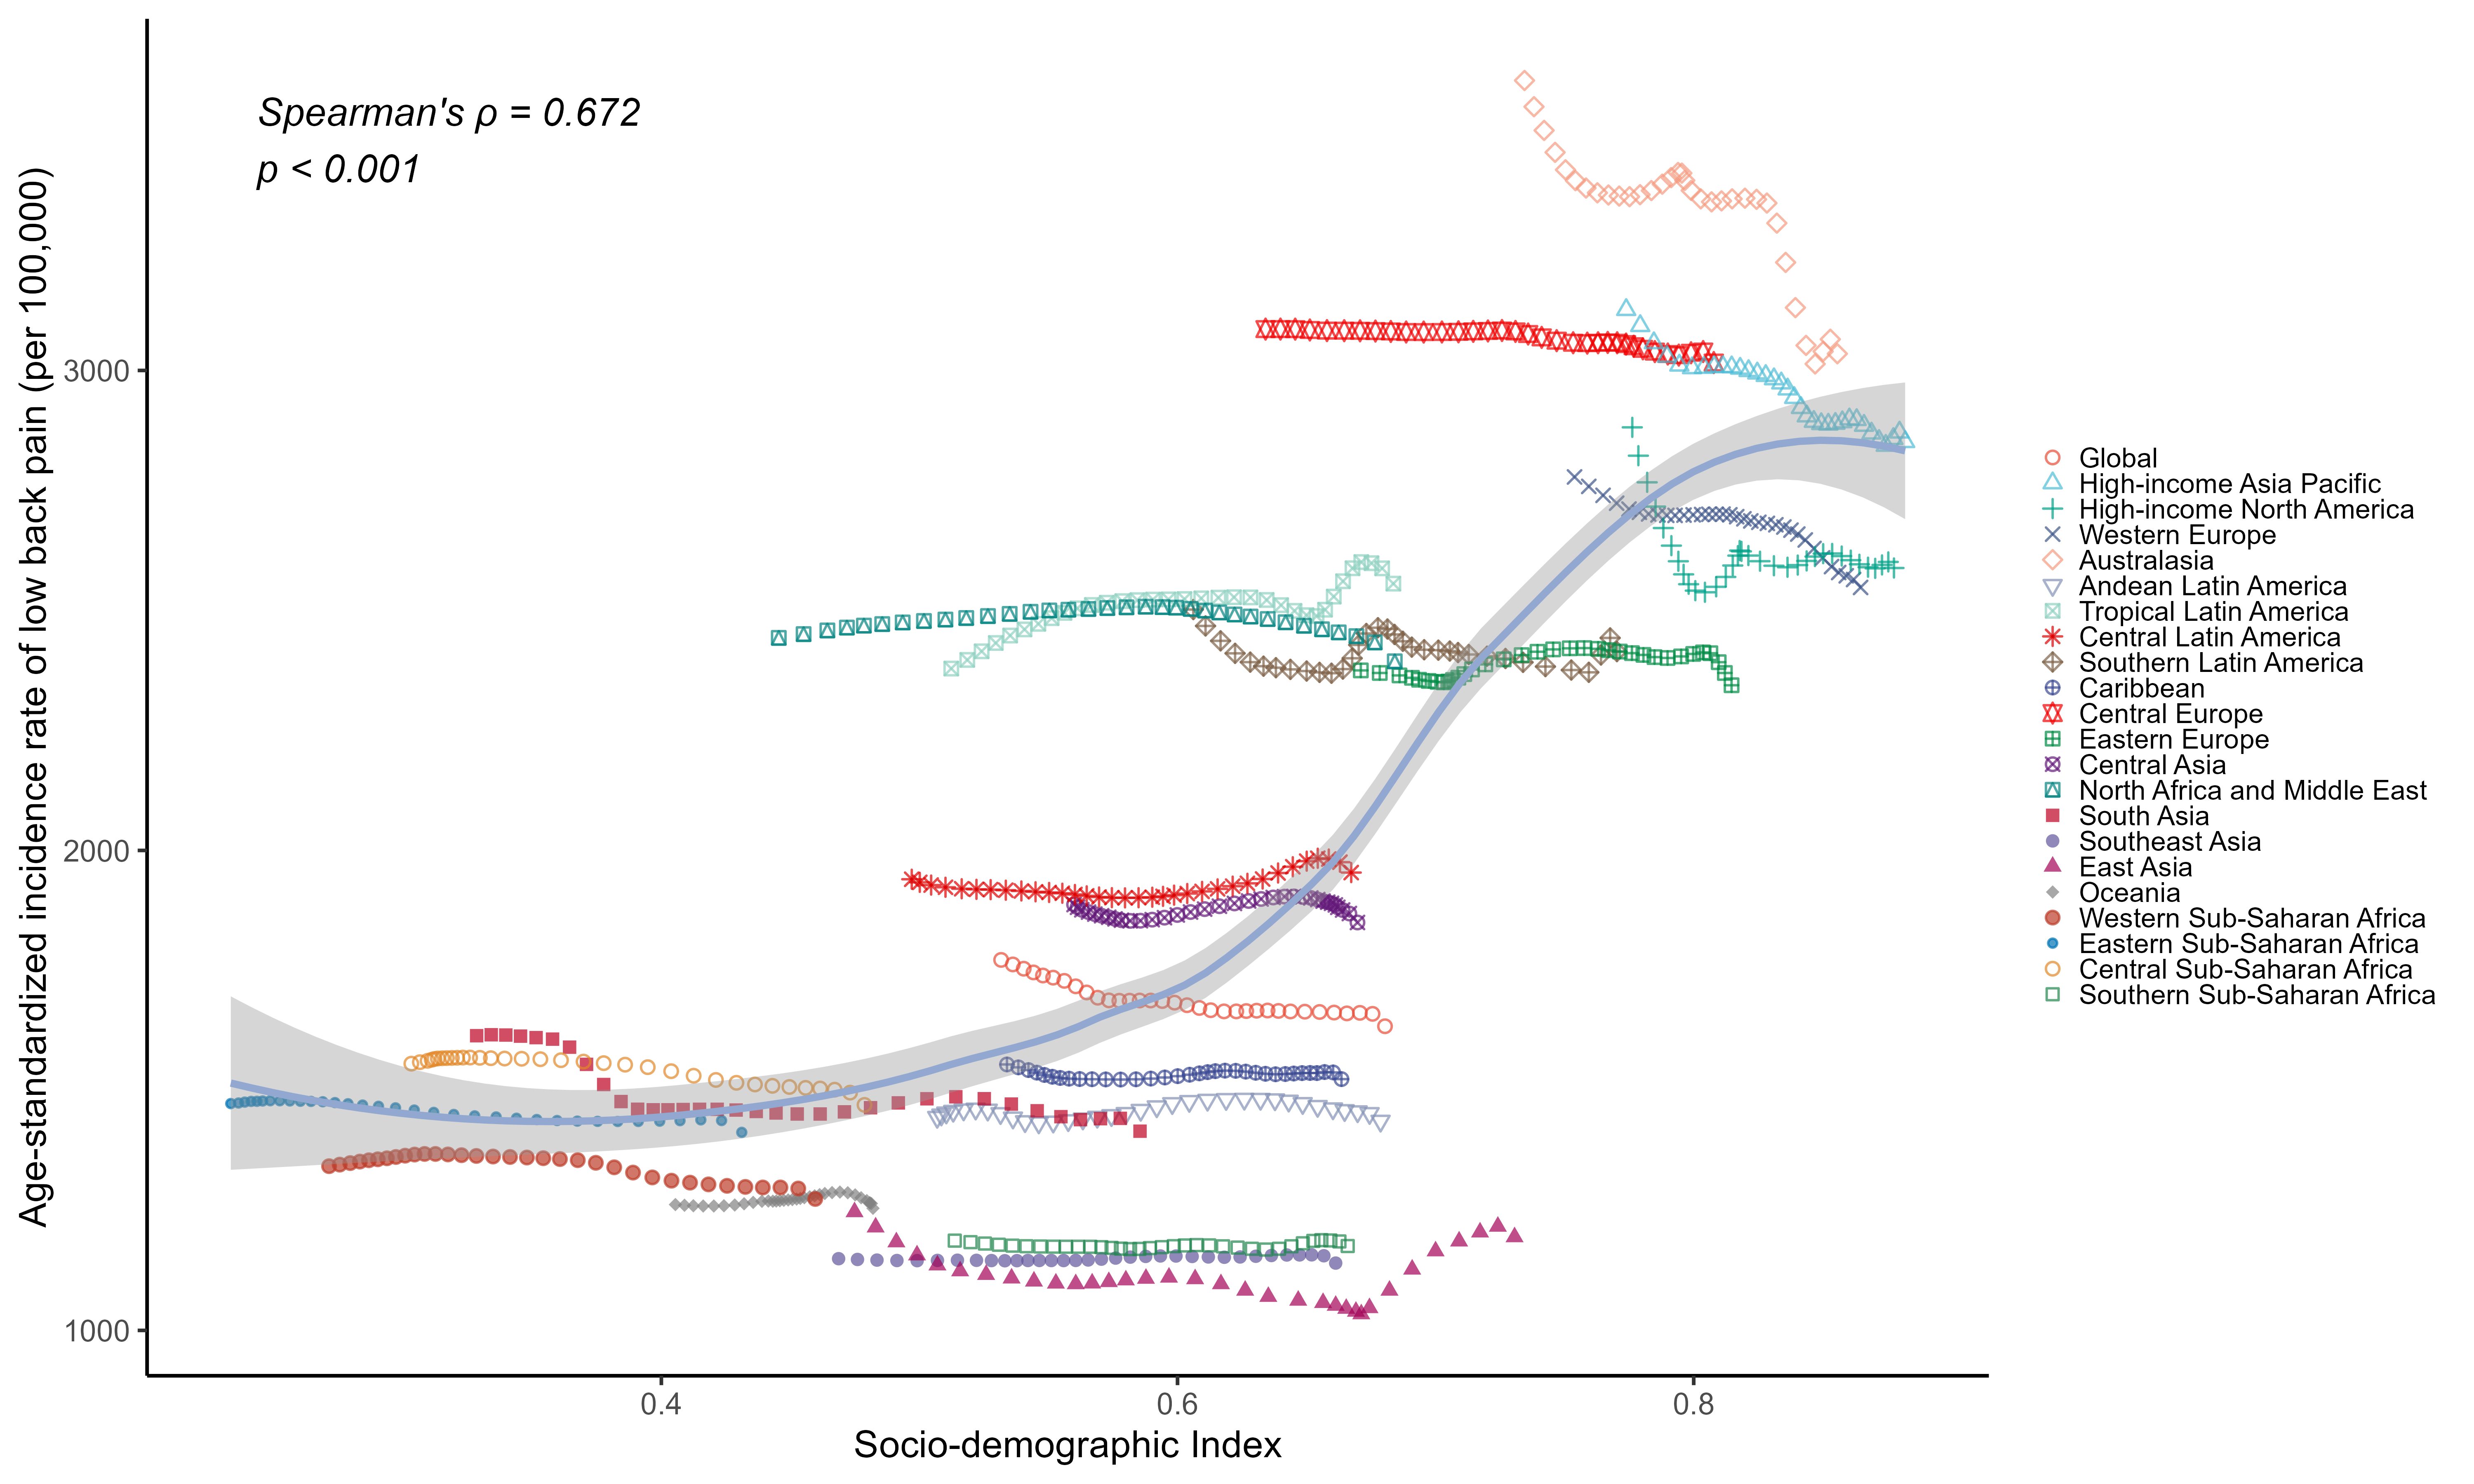 Spearman's ρ = 0.672
p < 0.001
Age-standardized incidence rate of low back pain (per 100,000)
3000
2000
1000
0.4 0.6 0.8
Socio-demographic Index
Global
High-income Asia Pacific
High-income North America
Western Europe
Australasia
Andean Latin America
Tropical Latin America
Central Latin America
Southern Latin America
Caribbean
Central Europe
Eastern Europe
Central Asia
North Africa and Middle East
South Asia
Southeast Asia
East Asia
Oceania
Western Sub-Saharan Africa
Eastern Sub-Saharan Africa
Central Sub-Saharan Africa
Southern Sub-Saharan Africa